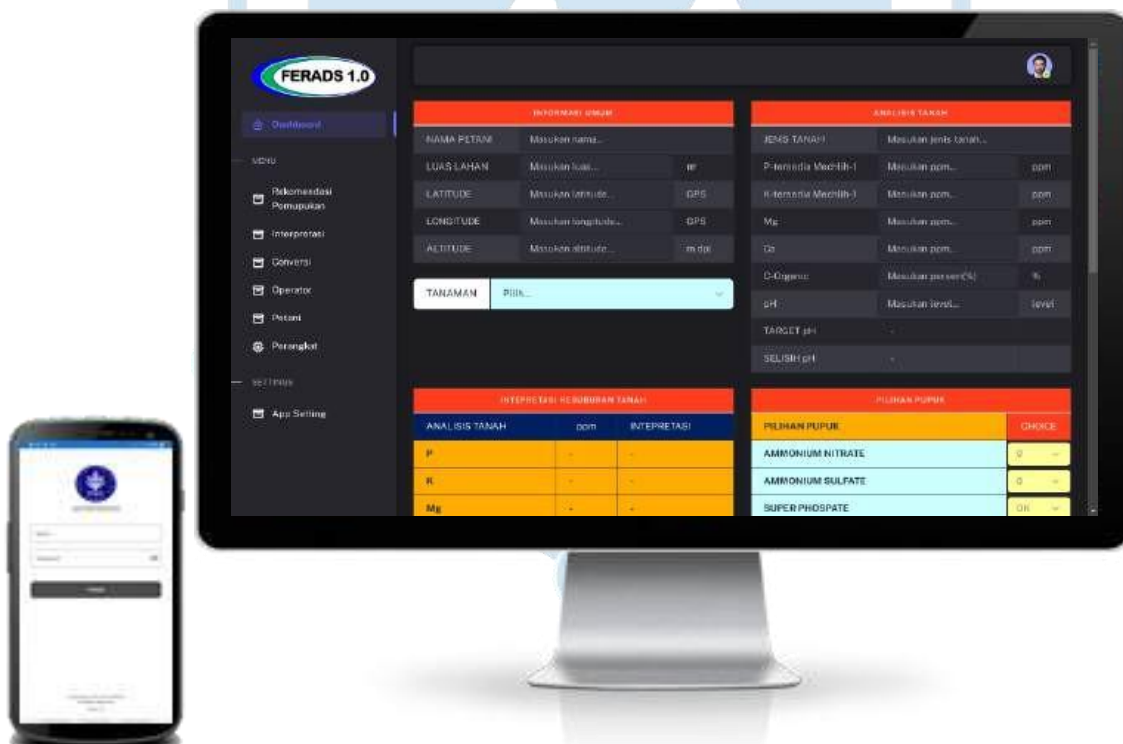 FERADS 1.0
Dashboard
MENU
Rekomendasi
Pemupukan
Interpretasi
Conversi
Operator
Petani
Perangkat
SETTINGS
App Setting
INFORMASI UMUM
NAMA PETANI Masukan nama...
LUAS LAHAN Masukan luas...
LATITUDE Masukan latitude... GPS
LONGITUDE Masukan longitude... GPS
ALTITUDE Masukan altitude... m dpl
TANAMAN Pilih...
ANALISIS TANAH
JENIS TANAH Masukan jenis tanah...
P-tersedia Mechlih-1 Masukan ppm... ppm
K-tersedia Mechlih-1 Masukan ppm... ppm
Mg Masukan ppm... ppm
Ca Masukan ppm... ppm
C-Organic Masukan persen(%) %
pH Masukan level... level
TARGET pH -
SELISIH pH -
INTEPRETASI KESUBURAN TANAH
ANALISIS TANAH ppm INTEPRETASI
P - -
K - -
Mg - -
PILIHAN PUPUK
PILIHAN PUPUK CHOICE
AMMONIUM NITRATE 0
AMMONIUM SULFATE 0
SUPER PHOSPATE OK